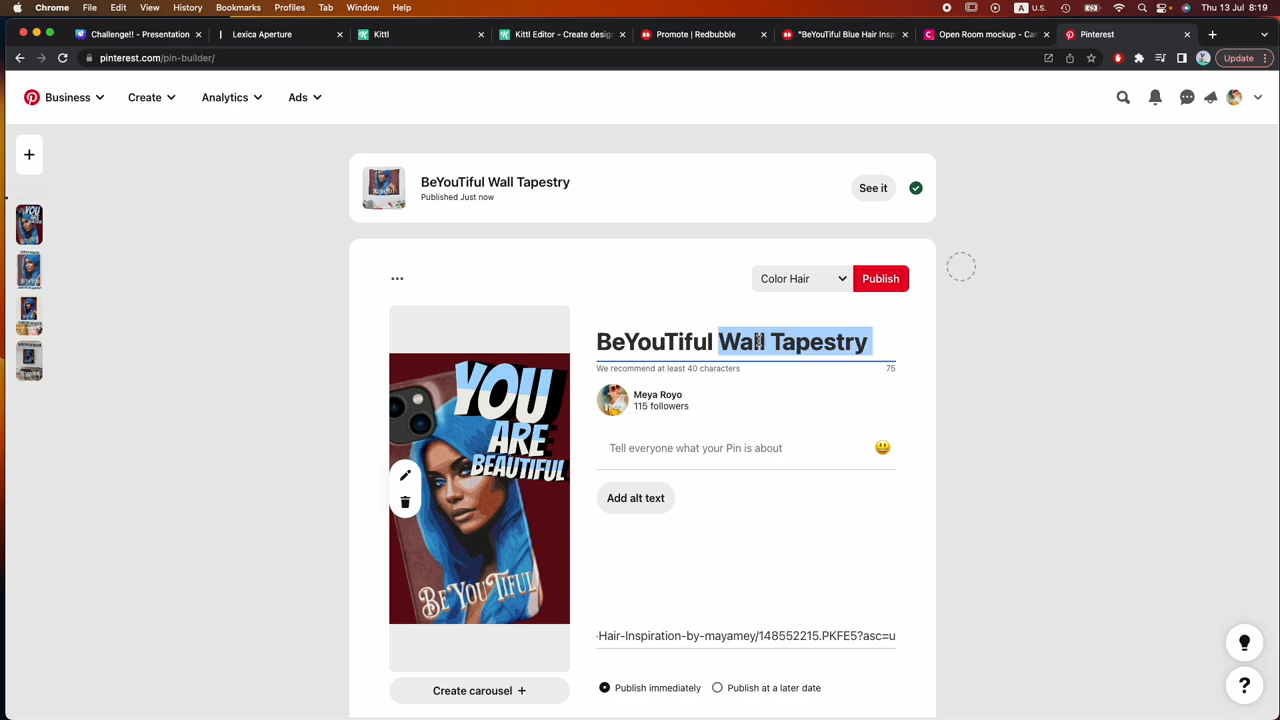 Chrome File Edit View History Bookmarks Profiles Tab Window Help A U.S. Thu 13 Jul 8:19
Challenge!! - Presentation Lexica Aperture Kittl Kittl Editor - Create desig Promote | Redbubble "BeYouTiful Blue Hair Insp Open Room mockup - Can Pinterest
pinterest.com/pin-builder/ Update
Business Create Analytics Ads
BeYouTiful Wall Tapestry
Published Just now
See it
Color Hair Publish
BeYouTiful Wall Tapestry
We recommend at least 40 characters 75
Meya Royo
115 followers
Tell everyone what your Pin is about
Add alt text
YOU
ARE
BEAUTIFUL
BEYOUTIFUL
-Hair-Inspiration-by-mayamey/148552215.PKFE5?asc=u
Publish immediately Publish at a later date
Create carousel +